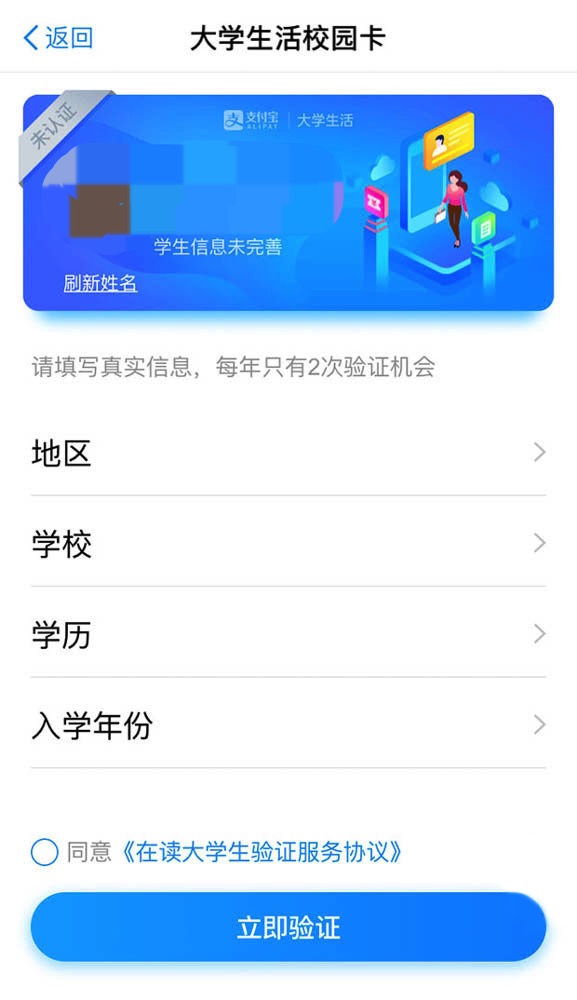 返回
大学生活校园卡
未认证
支付宝 大学生活
ALIPAY
学生信息未完善
刷新姓名
请填写真实信息，每年只有2次验证机会
地区
学校
学历
入学年份
同意《在读大学生验证服务协议》
立即验证